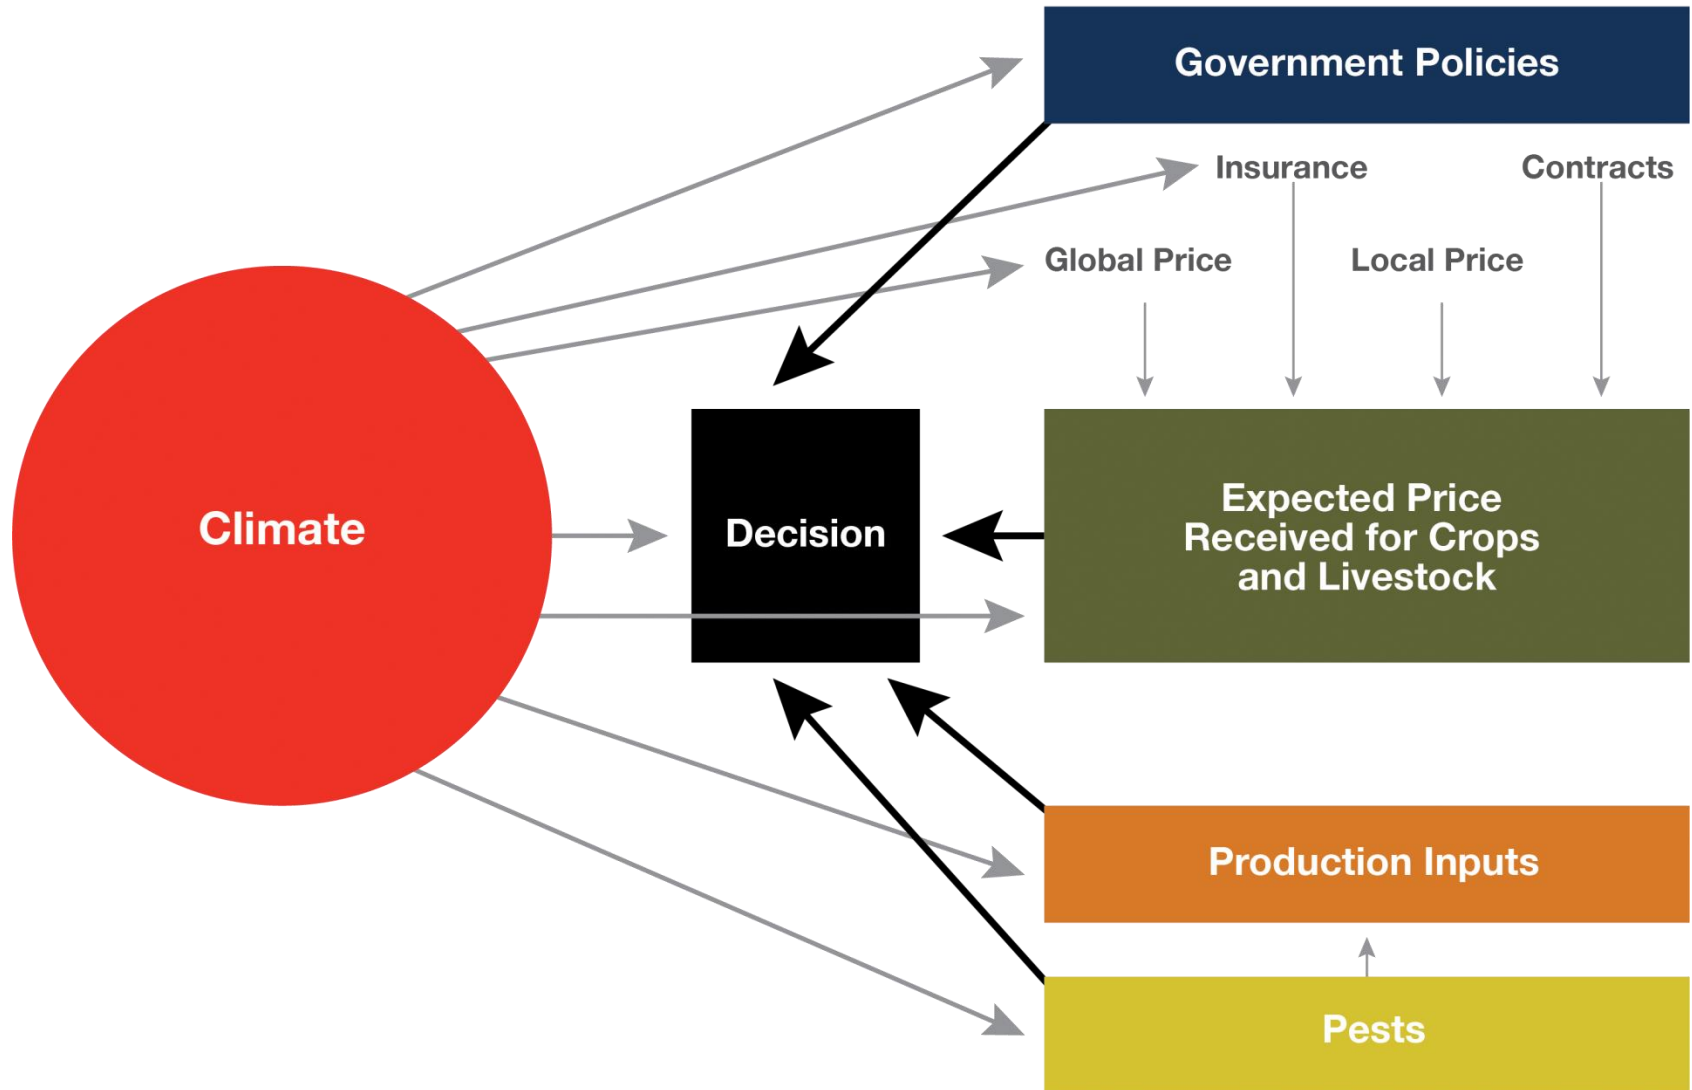 Government Policies
Insurance
Contracts
Global Price
Local Price
Climate
Decision
Expected Price
Received for Crops
and Livestock
Production Inputs
Pests